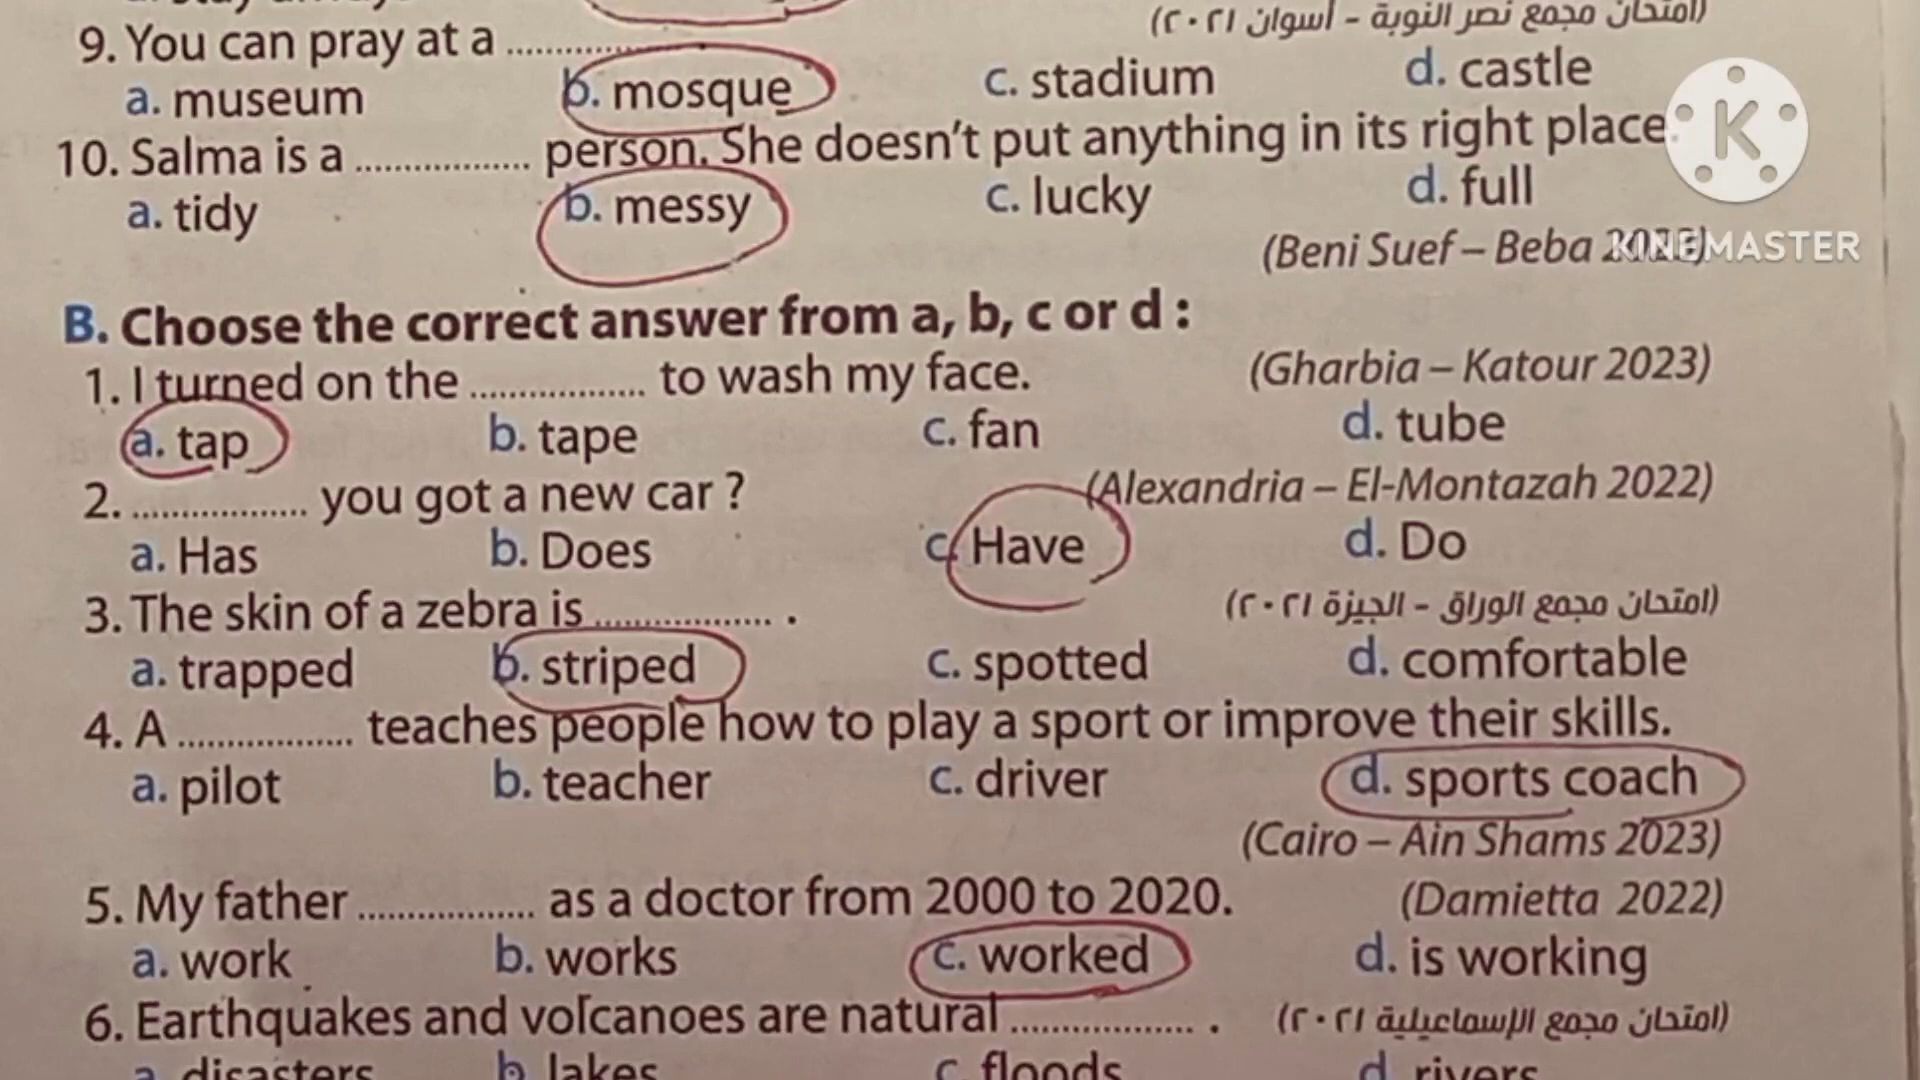 9. You can pray at a ................ (امتحان مجمع نصر النوبة - أسوان ٢٠٢١)
a. museum b. mosque c. stadium d. castle
10. Salma is a ................ person. She doesn't put anything in its right place.
a. tidy b. messy c. lucky d. full
(Beni Suef – Beba
KINEMASTER
B. Choose the correct answer from a, b, c or d :
1. I turned on the ................ to wash my face. (Gharbia – Katour 2023)
a. tap b. tape c. fan d. tube
2. ................ you got a new car ? (Alexandria – El-Montazah 2022)
a. Has b. Does c. Have d. Do
3. The skin of a zebra is ................ . (امتحان مجمع الوراق - الجيزة ٢٠٢١)
a. trapped b. striped c. spotted d. comfortable
4. A ................ teaches people how to play a sport or improve their skills.
a. pilot b. teacher c. driver d. sports coach
(Cairo – Ain Shams 2023)
5. My father ................ as a doctor from 2000 to 2020. (Damietta 2022)
a. work b. works c. worked d. is working
6. Earthquakes and volcanoes are natural ................ . (امتحان مجمع الإسماعيلية ٢٠٢١)
a. disasters b. lakes c. floods d. rivers